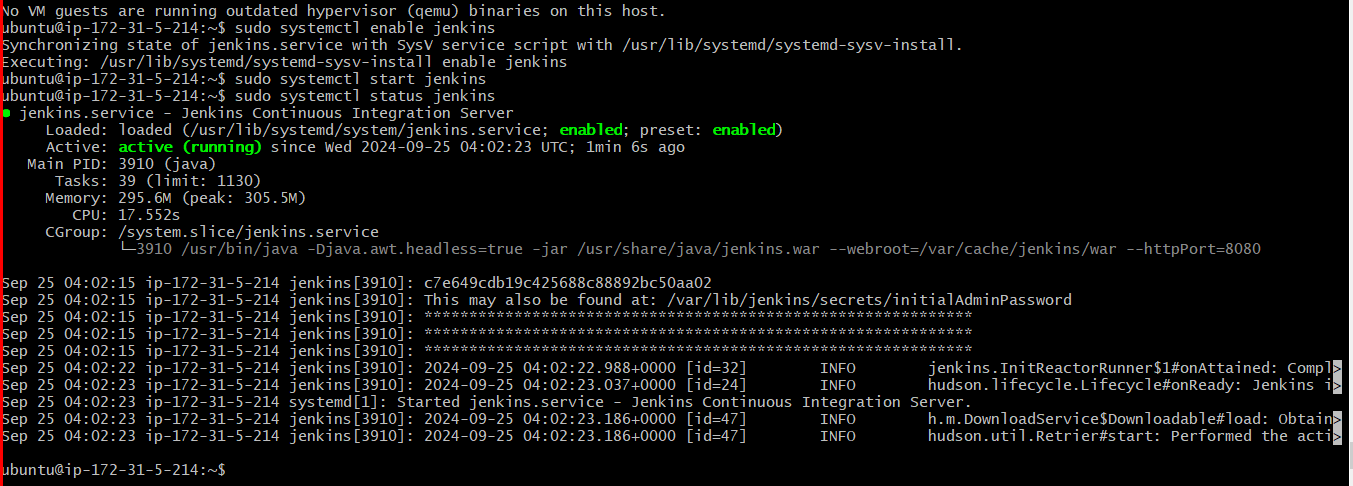 No VM guests are running outdated hypervisor (qemu) binaries on this host.
ubuntu@ip-172-31-5-214:~$ sudo systemctl enable jenkins
Synchronizing state of jenkins.service with SysV service script with /usr/lib/systemd/systemd-sysv-install.
Executing: /usr/lib/systemd/systemd-sysv-install enable jenkins
ubuntu@ip-172-31-5-214:~$ sudo systemctl start jenkins
ubuntu@ip-172-31-5-214:~$ sudo systemctl status jenkins
● jenkins.service - Jenkins Continuous Integration Server
Loaded: loaded (/usr/lib/systemd/system/jenkins.service; enabled; preset: enabled)
Active: active (running) since Wed 2024-09-25 04:02:23 UTC; 1min 6s ago
Main PID: 3910 (java)
Tasks: 39 (limit: 1130)
Memory: 295.6M (peak: 305.5M)
CPU: 17.552s
CGroup: /system.slice/jenkins.service
└─3910 /usr/bin/java -Djava.awt.headless=true -jar /usr/share/java/jenkins.war --webroot=/var/cache/jenkins/war --httpPort=8080
Sep 25 04:02:15 ip-172-31-5-214 jenkins[3910]: c7e649cdb19c425688c88892bc50aa02
Sep 25 04:02:15 ip-172-31-5-214 jenkins[3910]: This may also be found at: /var/lib/jenkins/secrets/initialAdminPassword
Sep 25 04:02:15 ip-172-31-5-214 jenkins[3910]: *************************************************************
Sep 25 04:02:15 ip-172-31-5-214 jenkins[3910]: *************************************************************
Sep 25 04:02:15 ip-172-31-5-214 jenkins[3910]: *************************************************************
Sep 25 04:02:22 ip-172-31-5-214 jenkins[3910]: 2024-09-25 04:02:22.988+0000 [id=32] INFO jenkins.InitReactorRunner$1#onAttained: Compl>
Sep 25 04:02:23 ip-172-31-5-214 jenkins[3910]: 2024-09-25 04:02:23.037+0000 [id=24] INFO hudson.lifecycle.Lifecycle#onReady: Jenkins i>
Sep 25 04:02:23 ip-172-31-5-214 systemd[1]: Started jenkins.service - Jenkins Continuous Integration Server.
Sep 25 04:02:23 ip-172-31-5-214 jenkins[3910]: 2024-09-25 04:02:23.186+0000 [id=47] INFO h.m.DownloadService$Downloadable#load: Obtain>
Sep 25 04:02:23 ip-172-31-5-214 jenkins[3910]: 2024-09-25 04:02:23.186+0000 [id=47] INFO hudson.util.Retrier#start: Performed the acti>
ubuntu@ip-172-31-5-214:~$